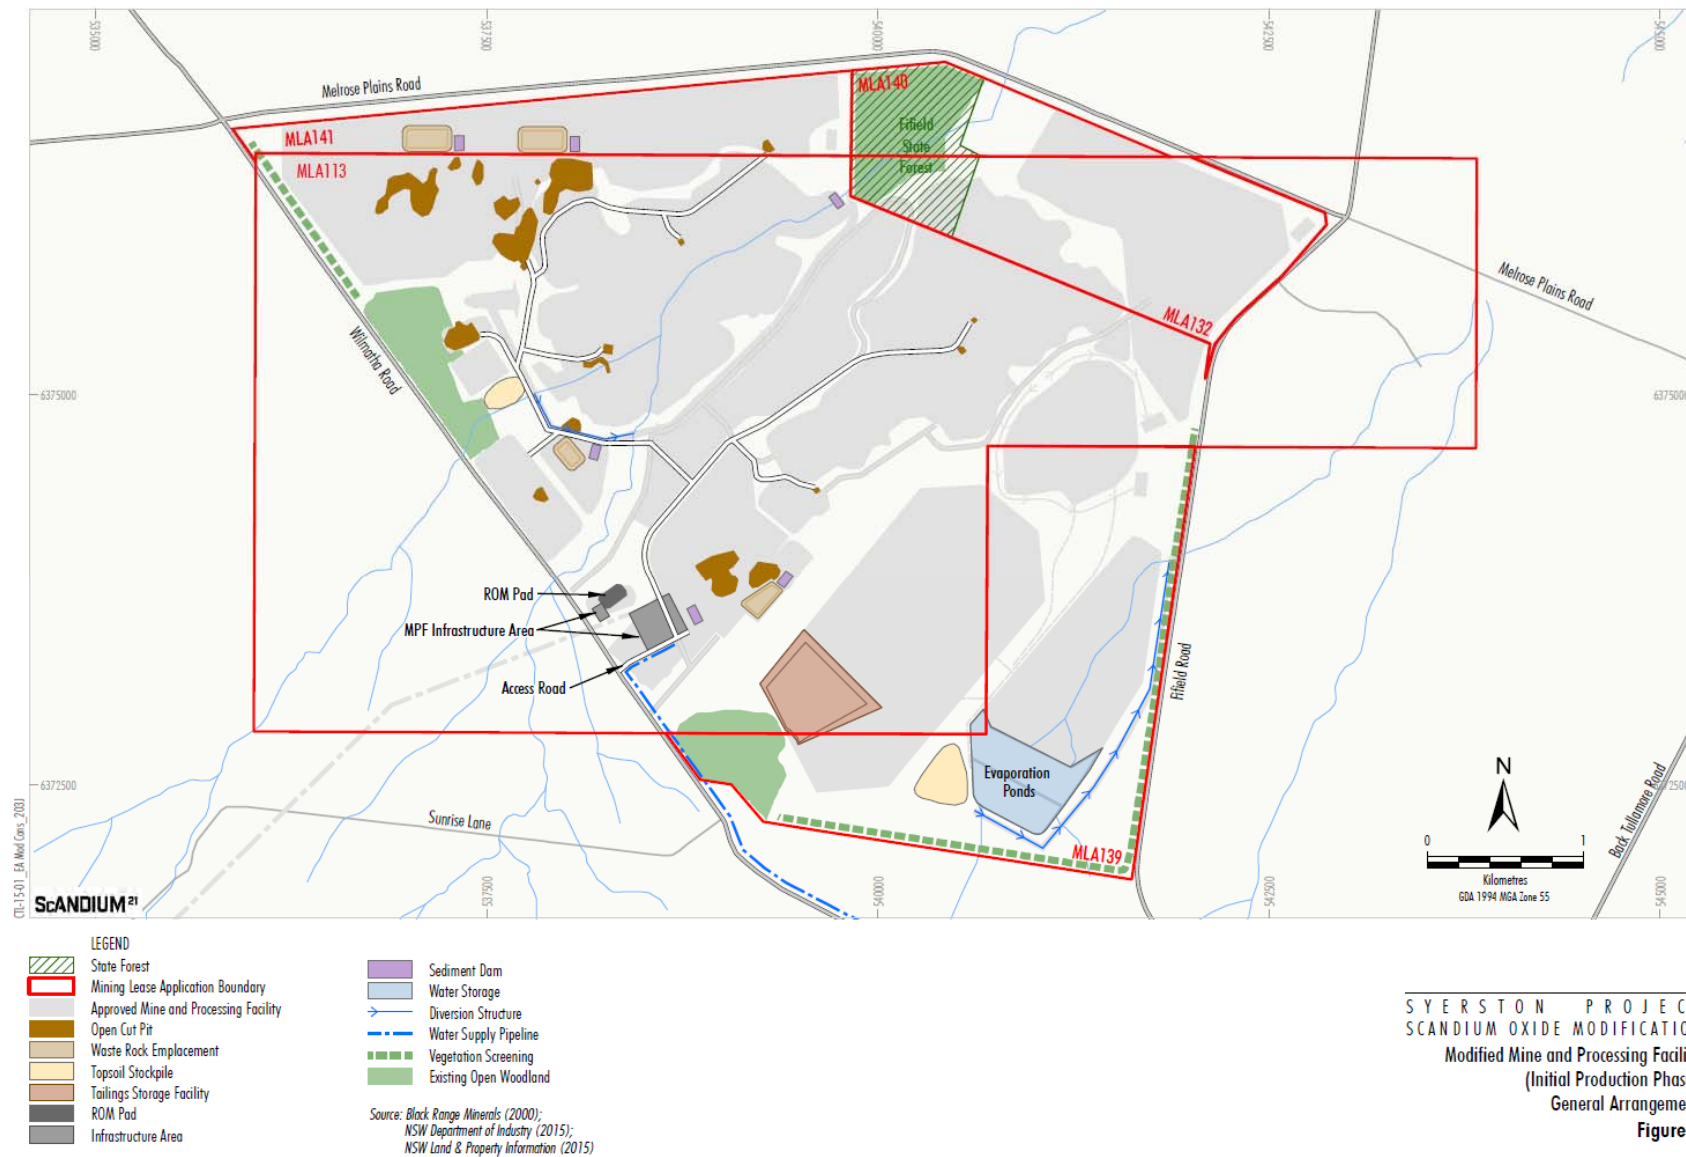 535000
537500
540000
542500
545000
Melrose Plains Road
MLA140
MLA141
MLA113
Fifield
State
Forest
Melrose Plains Road
MLA132
Wilmatha Road
6375000
6375000
ROM Pad
MPF Infrastructure Area
Access Road
Fifield Road
Evaporation
Ponds
N
6372500
Sunrise Lane
MLA139
0
1
Kilometres
GDA 1994 MGA Zone 55
Back Tullamore Road
537500
540000
542500
545000
SCANDIUM21
LEGEND
State Forest
Mining Lease Application Boundary
Approved Mine and Processing Facility
Open Cut Pit
Waste Rock Emplacement
Topsoil Stockpile
Tailings Storage Facility
ROM Pad
Infrastructure Area
Sediment Dam
Water Storage
Diversion Structure
Water Supply Pipeline
Vegetation Screening
Existing Open Woodland
Source: Black Range Minerals (2000);
NSW Department of Industry (2015);
NSW Land & Property Information (2015)
SYERSTON PROJEC
SCANDIUM OXIDE MODIFICATIO
Modified Mine and Processing Facili
(Initial Production Phas
General Arrangeme
Figure